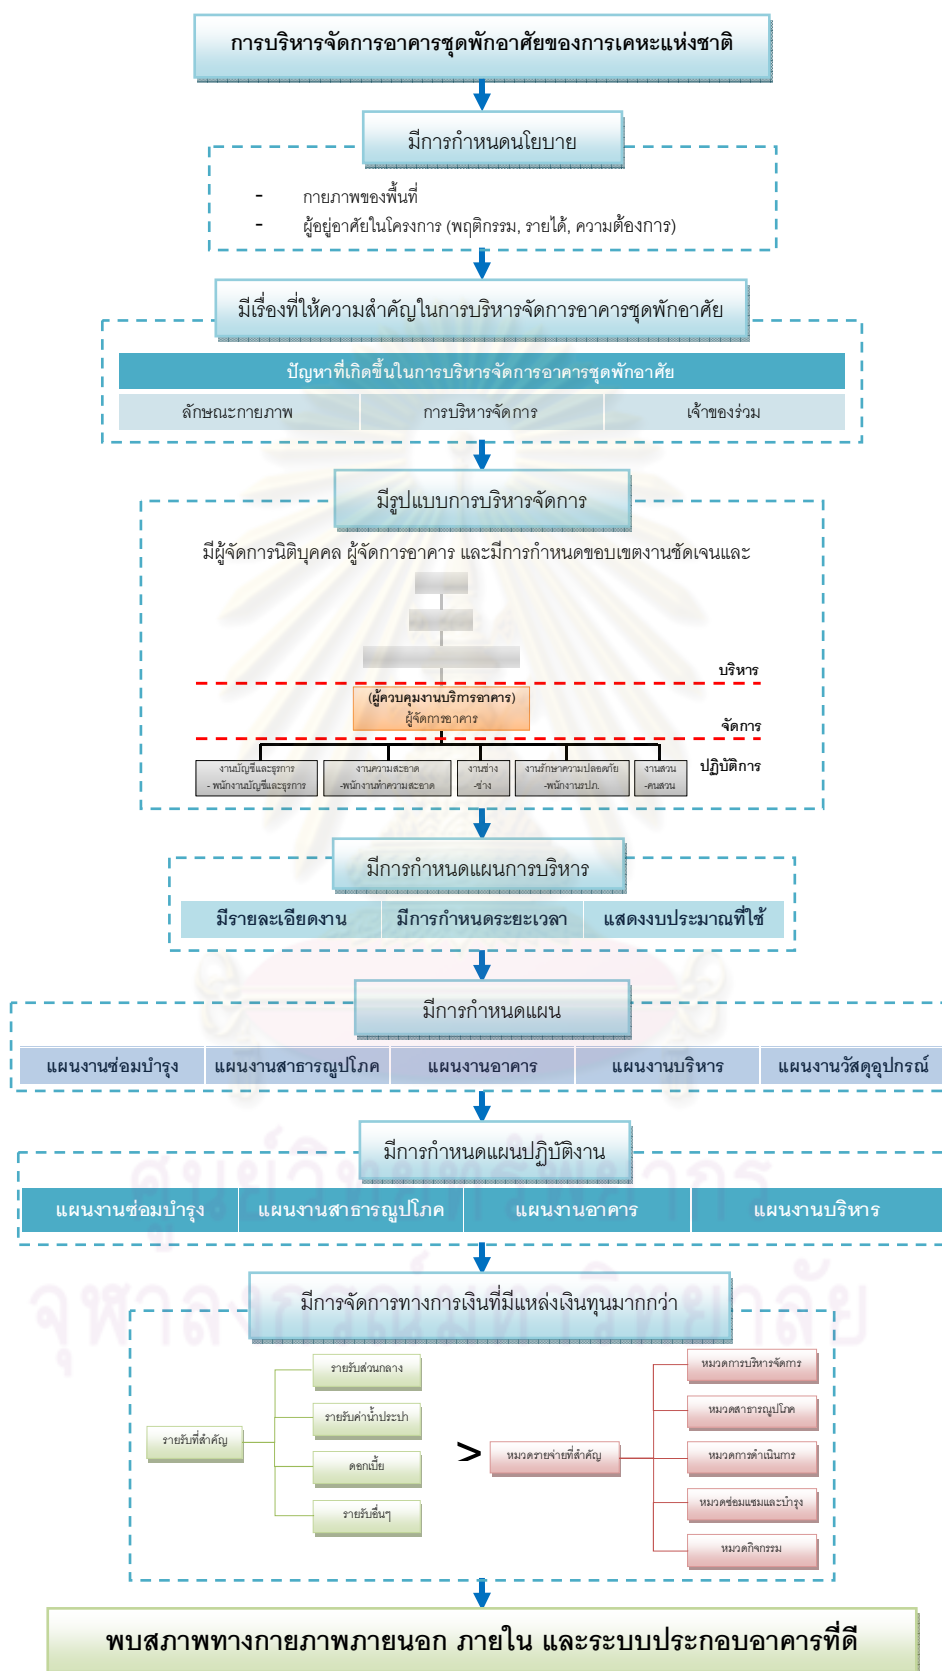 การบริหารจัดการอาคารชุดพักอาศัยของการเคหะแห่งชาติ
มีการกำหนดนโยบาย
- กายภาพของพื้นที่
- ผู้อยู่อาศัยในโครงการ (พฤติกรรม, รายได้, ความต้องการ)
มีเรื่องที่ให้ความสำคัญในการบริหารจัดการอาคารชุดพักอาศัย
ปัญหาที่เกิดขึ้นในการบริหารจัดการอาคารชุดพักอาศัย
ลักษณะกายภาพ การบริหารจัดการ เจ้าของร่วม
มีรูปแบบการบริหารจัดการ
มีผู้จัดการนิติบุคคล ผู้จัดการอาคาร และมีการกำหนดขอบเขตงานชัดเจนและ
บริหาร
(ผู้ควบคุมงานบริการอาคาร)
ผู้จัดการอาคาร
จัดการ
ปฏิบัติการ
งานบัญชีและธุรการ งานความสะอาด งานช่าง งานรักษาความปลอดภัย งานสวน
- พนักงานบัญชีและธุรการ -พนักงานทำความสะอาด -ช่าง -พนักงานรปภ. -คนสวน
มีการกำหนดแผนการบริหาร
มีรายละเอียดงาน มีการกำหนดระยะเวลา แสดงงบประมาณที่ใช้
มีการกำหนดแผน
แผนงานซ่อมบำรุง แผนงานสาธารณูปโภค แผนงานอาคาร แผนงานบริหาร แผนงานวัสดุอุปกรณ์
มีการกำหนดแผนปฏิบัติงาน
แผนงานซ่อมบำรุง แผนงานสาธารณูปโภค แผนงานอาคาร แผนงานบริหาร
ศูนย์วิทยทรัพยากร
จุฬาลงกรณ์มหาวิทยาลัย
มีการจัดการทางการเงินที่มีแหล่งเงินทุนมากกว่า
รายรับที่สำคัญ
รายรับส่วนกลาง
รายรับค่าน้ำประปา
ดอกเบี้ย
รายรับอื่นๆ
>
หมวดรายจ่ายที่สำคัญ
หมวดการบริหารจัดการ
หมวดสาธารณูปโภค
หมวดการดำเนินการ
หมวดซ่อมแซมและบำรุง
หมวดกิจกรรม
พบสภาพทางกายภาพภายนอก ภายใน และระบบประกอบอาคารที่ดี